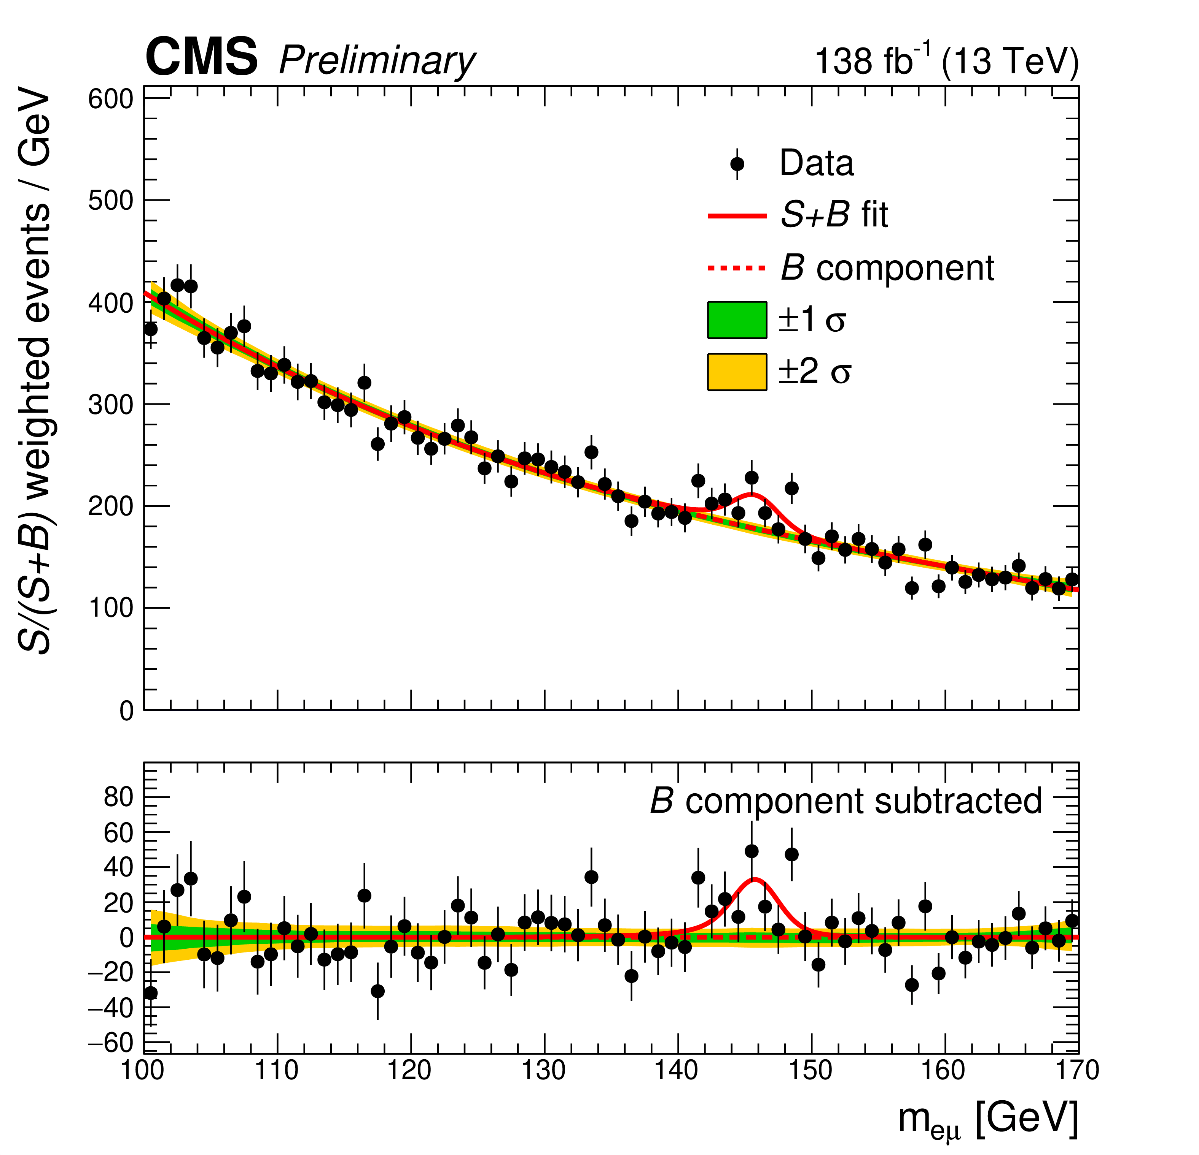 CMS Preliminary 138 fb⁻¹ (13 TeV)
S/(S+B) weighted events / GeV
600
500
400
300
200
100
0
Data
S+B fit
B component
±1 σ
±2 σ
B component subtracted
80
60
40
20
0
−20
−40
−60
100 110 120 130 140 150 160 170
m_eμ [GeV]